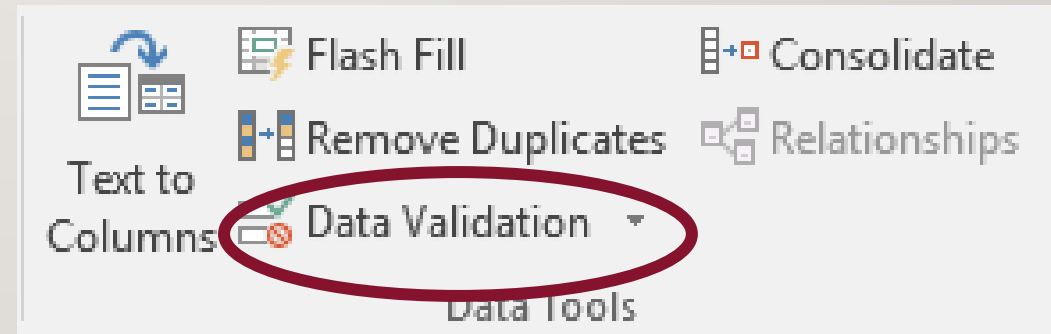 Text to
Columns
Flash Fill
Remove Duplicates
Data Validation
Consolidate
Relationships
Data Tools